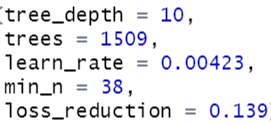 (tree_depth = 10,
trees = 1509,
learn_rate = 0.00423,
min_n = 38,
loss_reduction = 0.139)